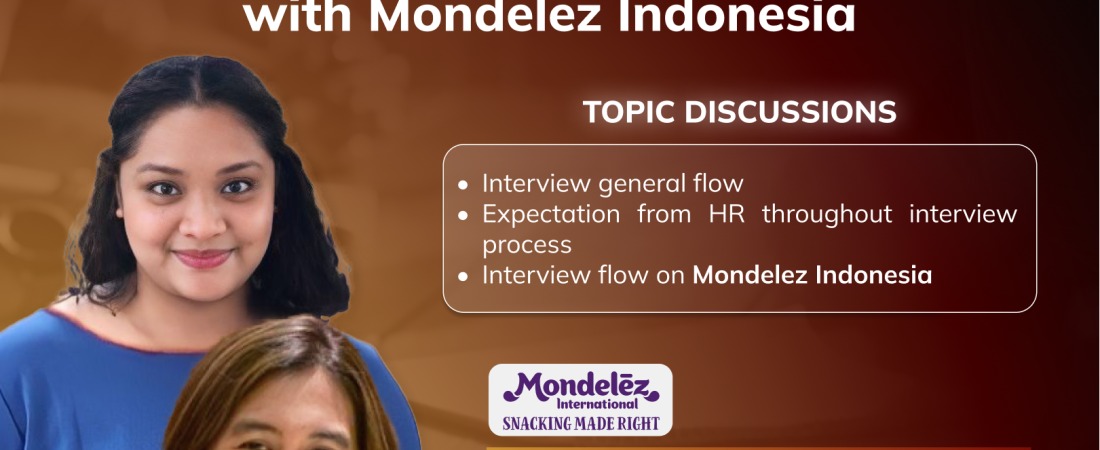 with Mondelez Indonesia
TOPIC DISCUSSIONS
• Interview general flow
• Expectation from HR throughout interview
process
• Interview flow on Mondelez Indonesia
Mondelēz
International
SNACKING MADE RIGHT